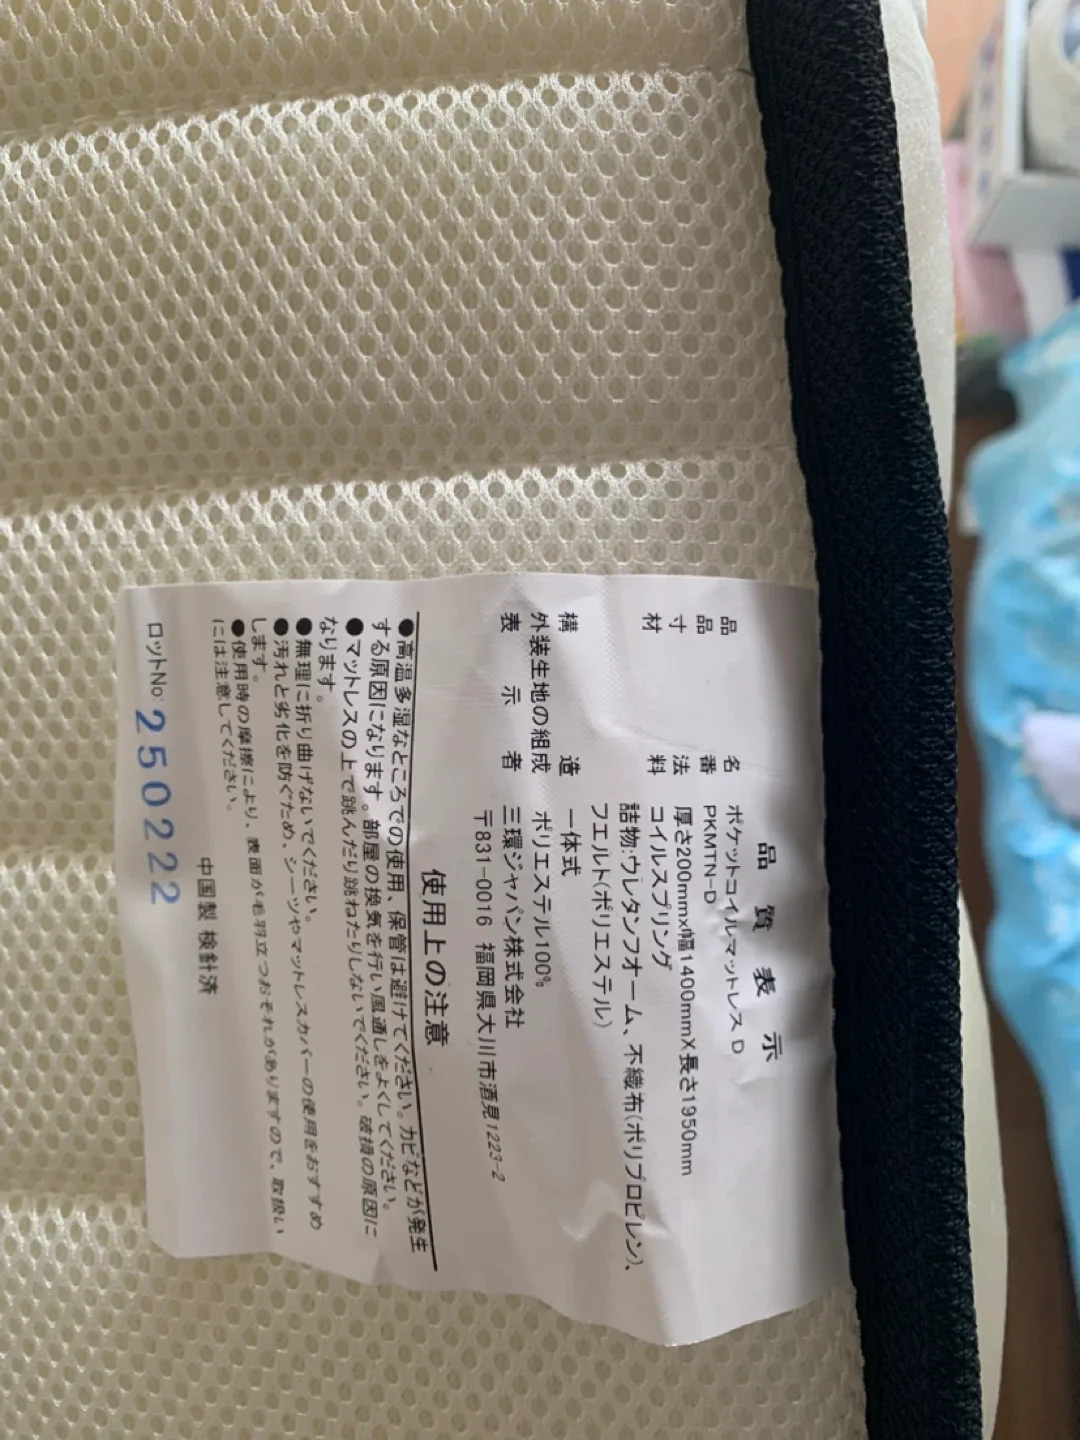 品質表示
品名 ポケットコイルマットレス D
品番 PKMTN-D
寸法 厚さ200mmx幅1400mmX長さ1950mm
材料 コイルスプリング
詰物:ウレタンフォーム、不織布(ポリプロピレン)、
フエルト(ポリエステル)
構造 一体式
外装生地の組成 ポリエステル100%
表示者 三環ジャパン株式会社
〒831-0016 福岡県大川市酒見1223-2
使用上の注意
●高温多湿なところでの使用、保管は避けてください。カビなどが発生
する原因になります。部屋の換気を行い風通しをよくしてください。
●マットレスの上で跳んだり跳ねたりしないでください。破損の原因に
なります。
●無理に折り曲げないでください。
●汚れと劣化を防ぐため、シーツやマットレスカバーの使用をおすすめ
します。
●使用時の摩擦により、表面が毛羽立つおそれがありますので、取扱い
には注意してください。
中国製 検針済
ロットNo: 250222